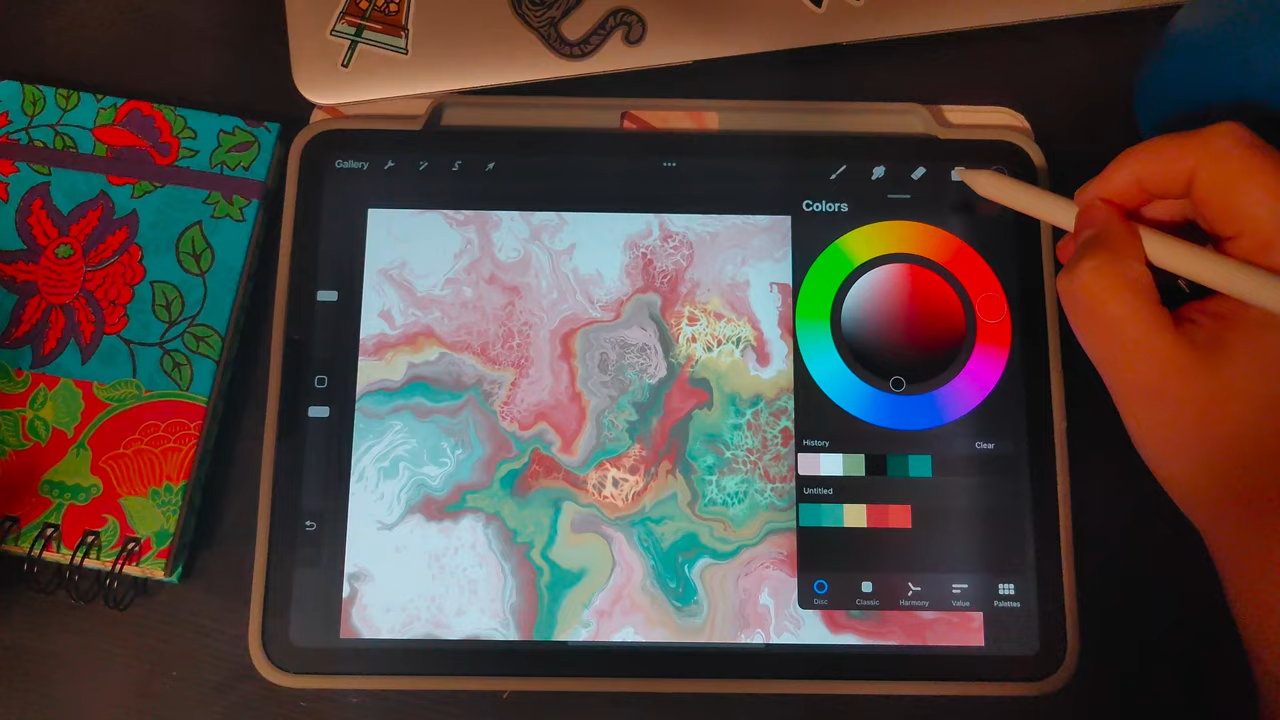 Gallery
Colors
History
Clear
Untitled
Disc
Classic
Harmony
Value
Palettes